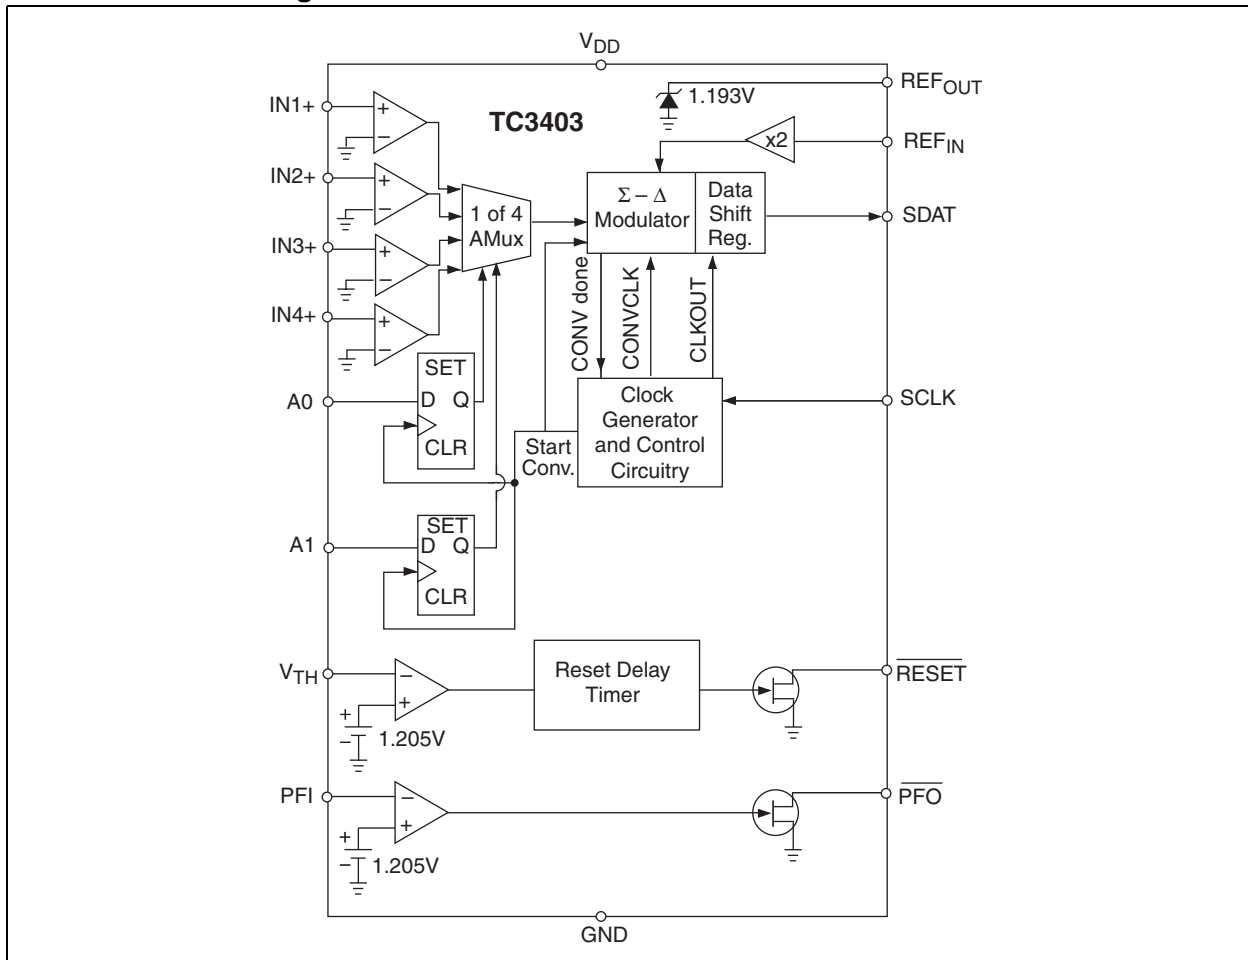 V_DD
REF_OUT
1.193V
IN1+
+
−
TC3403
x2
REF_IN
IN2+
+
−
1 of 4
AMux
Σ – Δ
Modulator
Data
Shift
Reg.
SDAT
IN3+
+
−
IN4+
+
−
CONV done
CONVCLK
CLKOUT
SET
D Q
CLR
A0
Start
Conv.
Clock
Generator
and Control
Circuitry
SCLK
A1
SET
D Q
CLR
V_TH
−
+
+
−
1.205V
Reset Delay
Timer
RESET
PFI
−
+
+
−
1.205V
PFO
GND